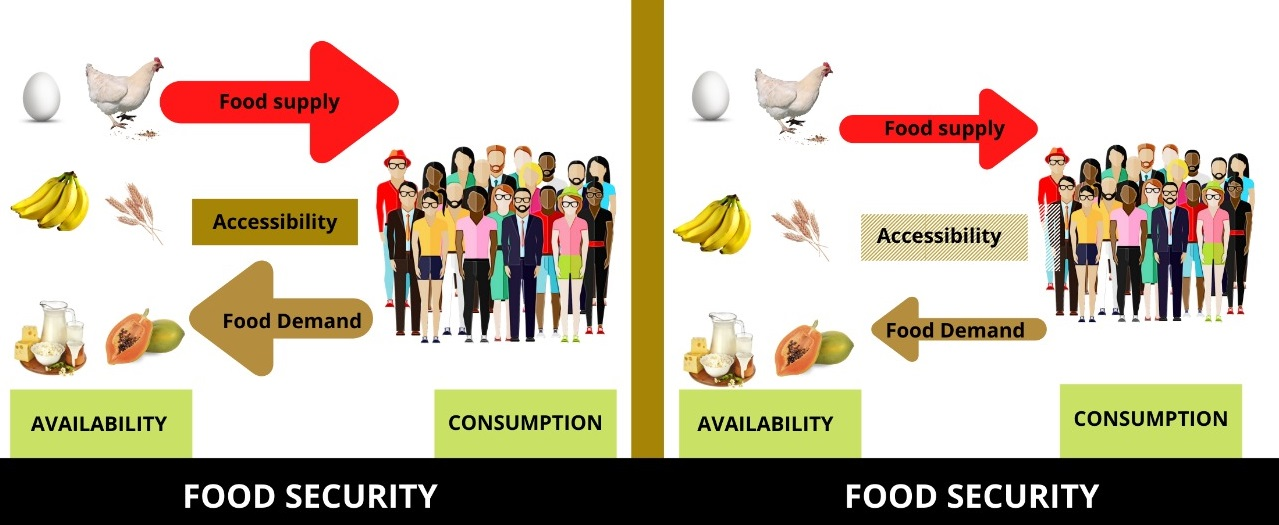 Food supply
Accessibility
Food Demand
AVAILABILITY
CONSUMPTION
FOOD SECURITY
Food supply
Accessibility
Food Demand
AVAILABILITY
CONSUMPTION
FOOD SECURITY